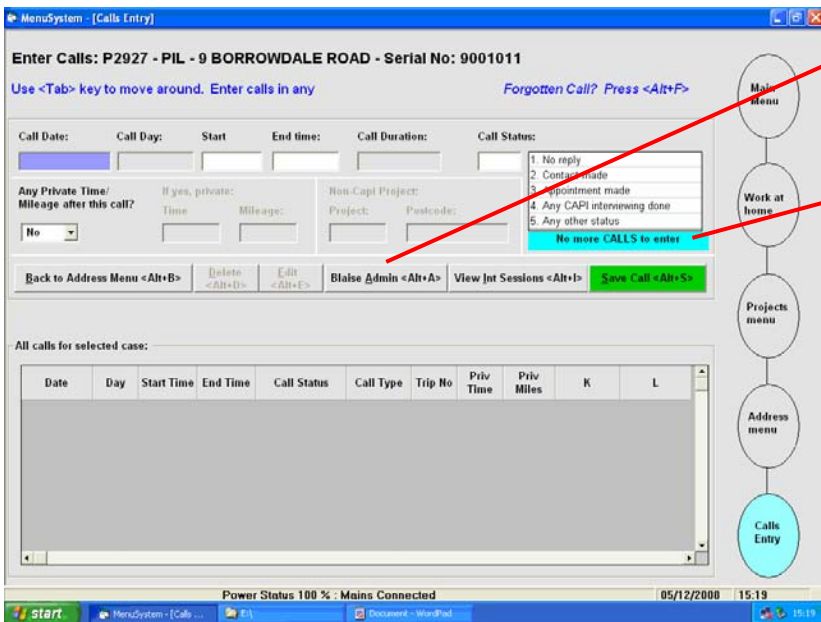 MenuSystem - [Calls Entry]
Enter Calls: P2927 - PIL - 9 BORROWDALE ROAD - Serial No: 9001011
Use <Tab> key to move around. Enter calls in any
Forgotten Call? Press <Alt+F>
Call Date: Call Day: Start End time: Call Duration: Call Status:
1. No reply
2. Contact made
3. Appointment made
4. Any CAPI interviewing done
5. Any other status
No more CALLS to enter
Any Private Time/
Mileage after this call?
No
If yes, private:
Time Mileage:
Non-Capi Project:
Project: Postcode:
Back to Address Menu <Alt+B>
Delete
<Alt+D>
Edit
<Alt+E>
Blaise Admin <Alt+A>
View Int Sessions <Alt+I>
Save Call <Alt+S>
All calls for selected case:
Date Day Start Time End Time Call Status Call Type Trip No Priv Time Priv Miles K L
Main
Menu
Work at
home
Projects
menu
Address
menu
Calls
Entry
Power Status 100 % : Mains Connected
05/12/2008
15:19
start
MenuSystem - [Calls ...
E:\
Document - WordPad
15:19